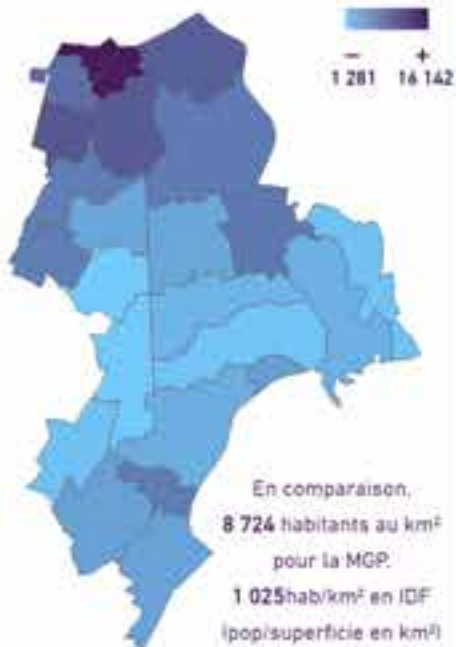 − +
1 281 16 142
En comparaison,
8 724 habitants au km²
pour la MGP.
1 025hab/km² en IDF
(pop/superficie en km²)